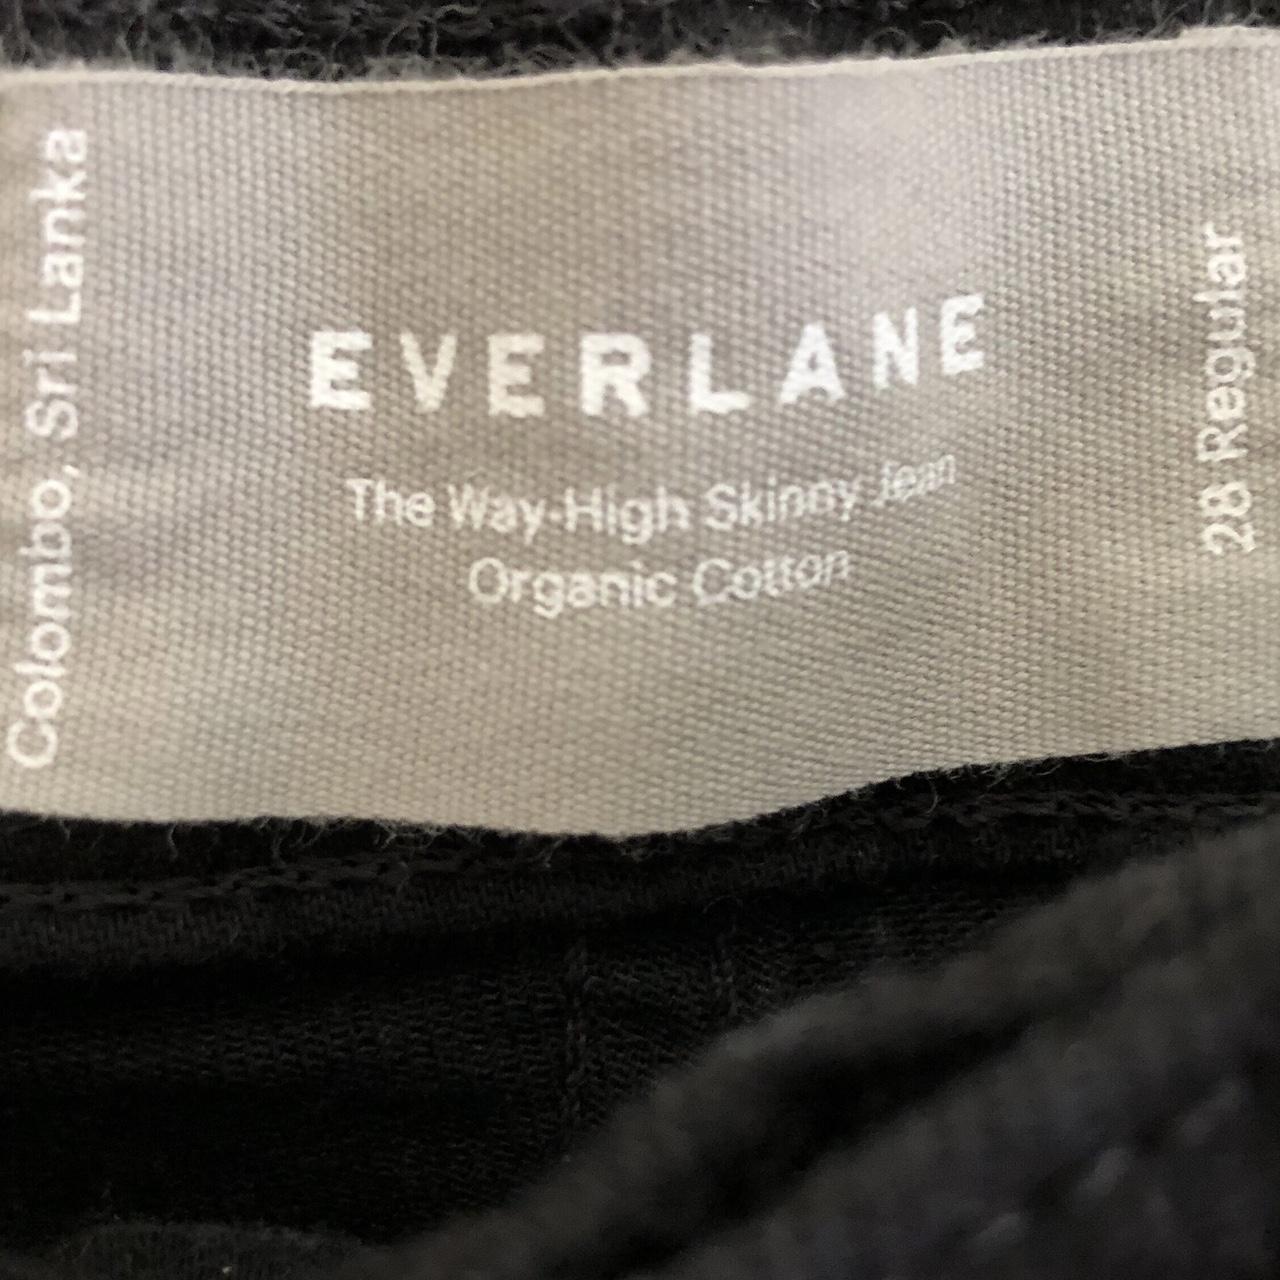 Colombo, Sri Lanka
EVERLANE
The Way-High Skinny Jean
Organic Cotton
28 Regular